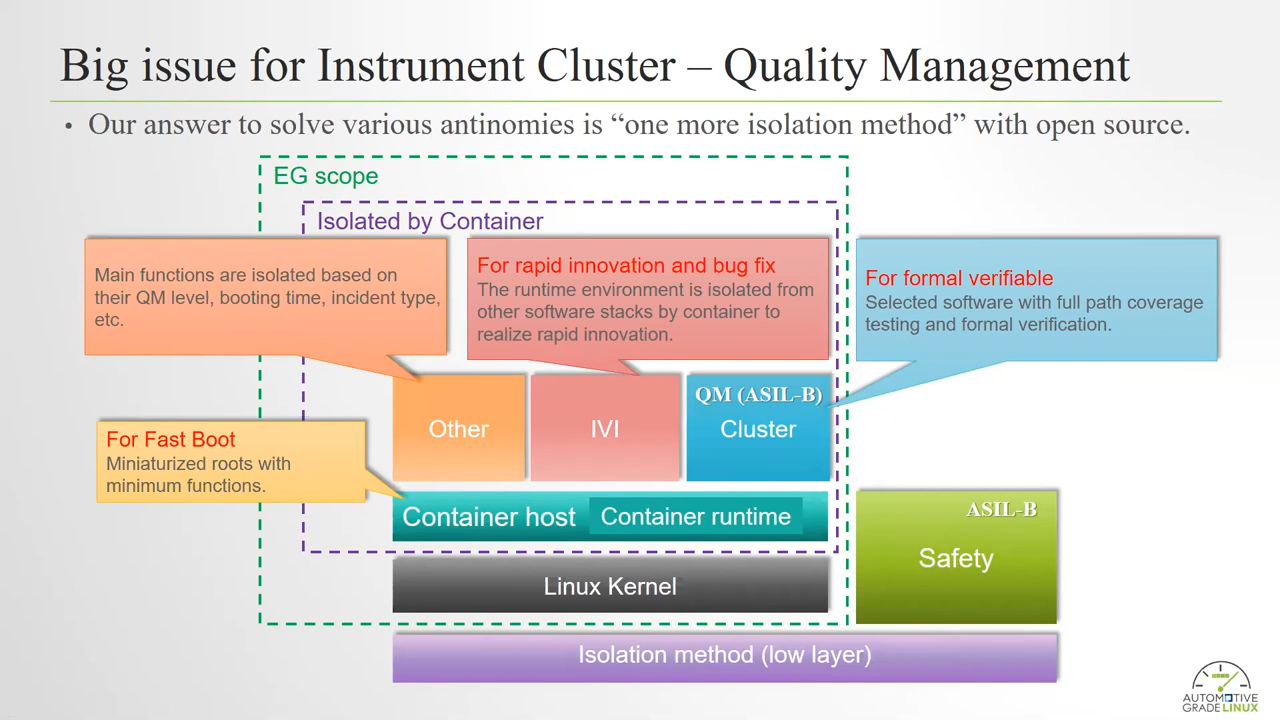 Big issue for Instrument Cluster – Quality Management
• Our answer to solve various antinomies is “one more isolation method” with open source.
EG scope
Isolated by Container
Main functions are isolated based on
their QM level, booting time, incident type,
etc.
For rapid innovation and bug fix
The runtime environment is isolated from
other software stacks by container to
realize rapid innovation.
For formal verifiable
Selected software with full path coverage
testing and formal verification.
Other
IVI
QM (ASIL-B)
Cluster
For Fast Boot
Miniaturized roots with
minimum functions.
Container host
Container runtime
ASIL-B
Safety
Linux Kernel
Isolation method (low layer)
AUTOMOTIVE
GRADE LINUX